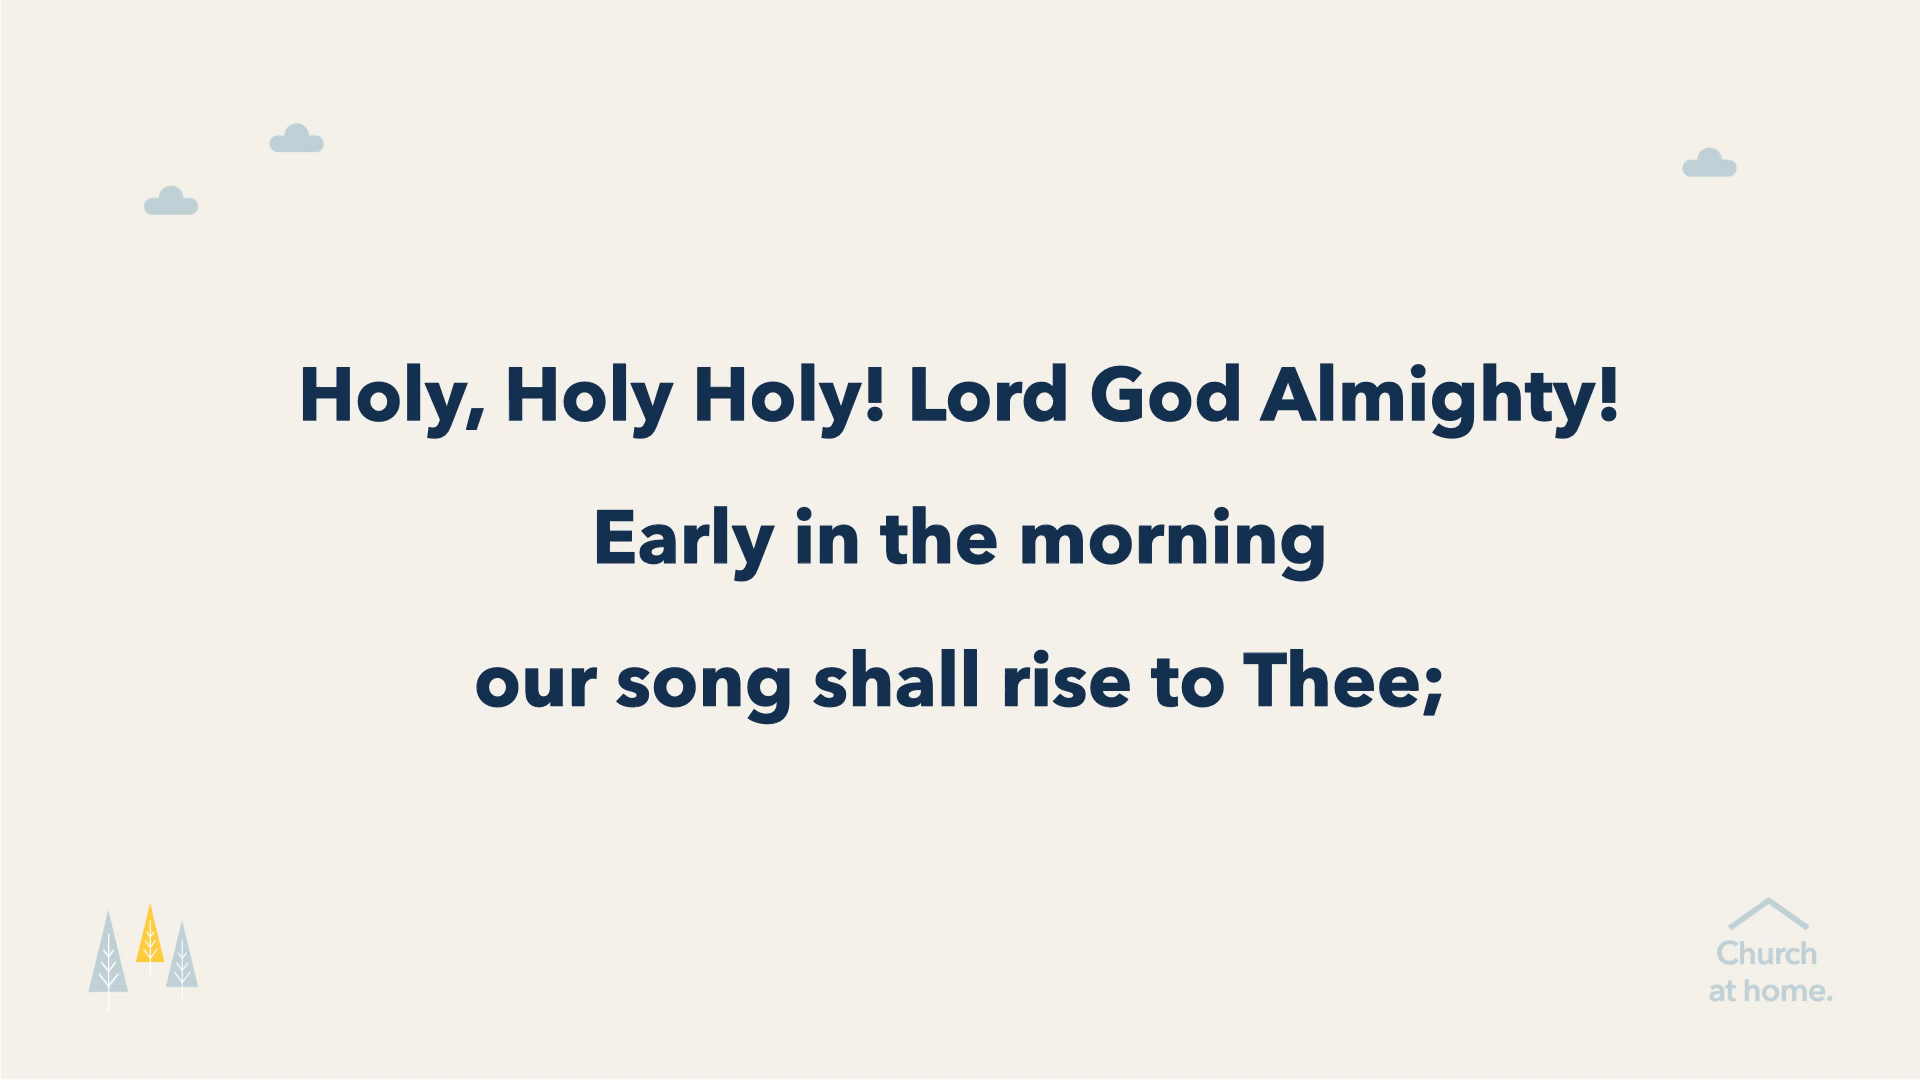 Holy, Holy Holy! Lord God Almighty!
Early in the morning
our song shall rise to Thee;
Church
at home.